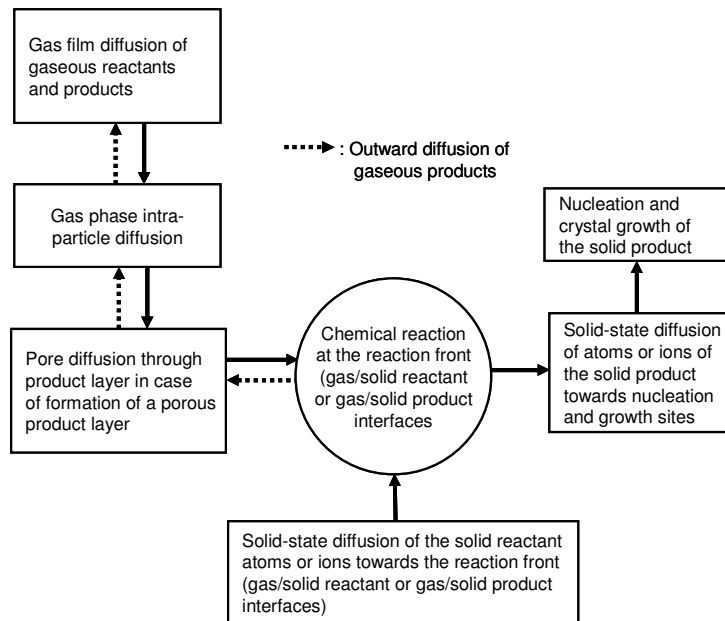 Gas film diffusion of
gaseous reactants
and products
: Outward diffusion of
gaseous products
Gas phase intra-
particle diffusion
Nucleation and
crystal growth of
the solid product
Pore diffusion through
product layer in case
of formation of a porous
product layer
Chemical reaction
at the reaction front
(gas/solid reactant
or gas/solid product
interfaces
Solid-state diffusion
of atoms or ions of
the solid product
towards nucleation
and growth sites
Solid-state diffusion of the solid reactant
atoms or ions towards the reaction front
(gas/solid reactant or gas/solid product
interfaces)